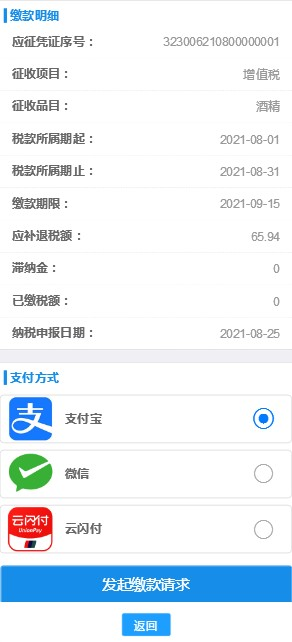 缴款明细
应征凭证序号： 323006210800000001
征收项目： 增值税
征收品目： 酒精
税款所属期起： 2021-08-01
税款所属期止： 2021-08-31
缴款期限： 2021-09-15
应补退税额： 65.94
滞纳金： 0
已缴税额： 0
纳税申报日期： 2021-08-25
支付方式
支 支付宝
微信
云闪付
UnionPay
云闪付
发起缴款请求
返回